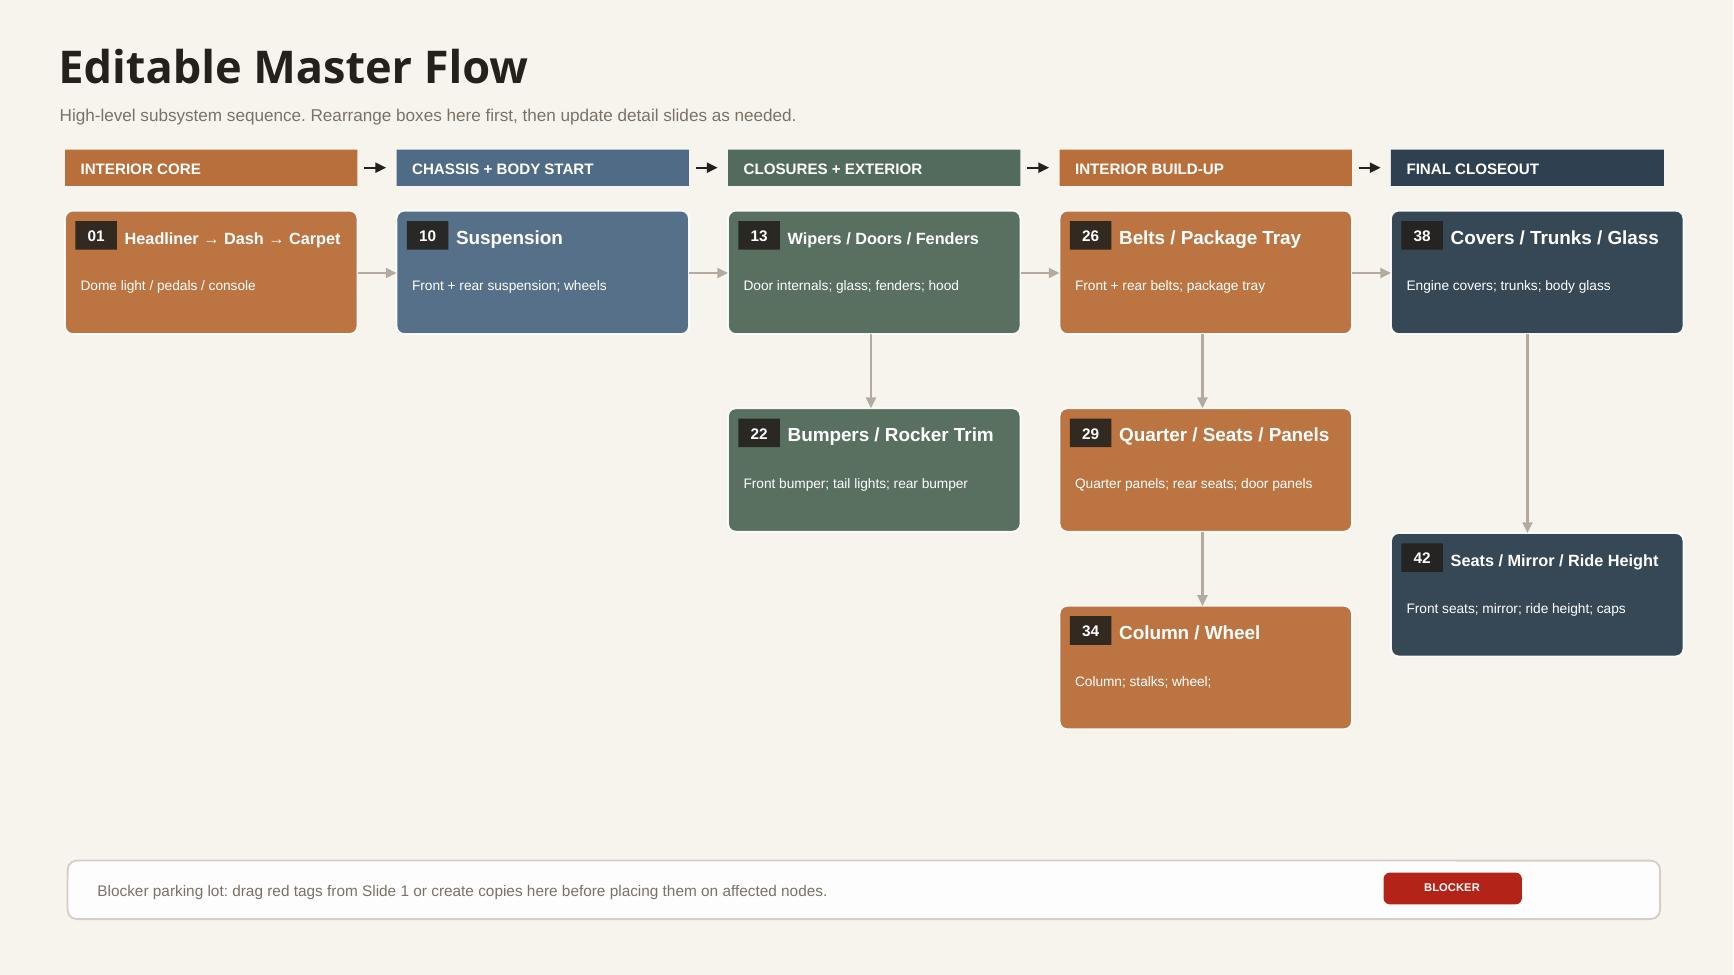 Editable Master Flow
High-level subsystem sequence. Rearrange boxes here first, then update detail slides as needed.
INTERIOR CORE
CHASSIS + BODY START
CLOSURES + EXTERIOR
INTERIOR BUILD-UP
FINAL CLOSEOUT
01 Headliner → Dash → Carpet
Dome light / pedals / console
10 Suspension
Front + rear suspension; wheels
13 Wipers / Doors / Fenders
Door internals; glass; fenders; hood
26 Belts / Package Tray
Front + rear belts; package tray
38 Covers / Trunks / Glass
Engine covers; trunks; body glass
22 Bumpers / Rocker Trim
Front bumper; tail lights; rear bumper
29 Quarter / Seats / Panels
Quarter panels; rear seats; door panels
42 Seats / Mirror / Ride Height
Front seats; mirror; ride height; caps
34 Column / Wheel
Column; stalks; wheel;
Blocker parking lot: drag red tags from Slide 1 or create copies here before placing them on affected nodes.
BLOCKER